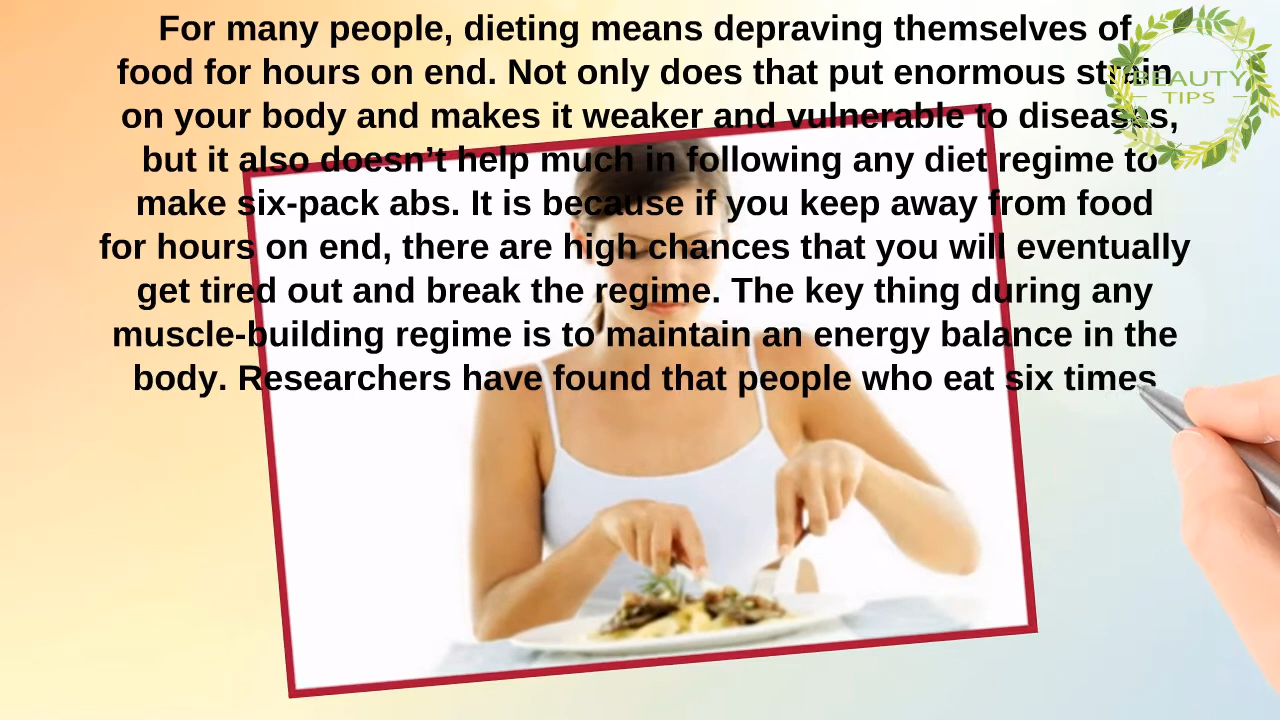 For many people, dieting means depraving themselves of
food for hours on end. Not only does that put enormous strain
on your body and makes it weaker and vulnerable to diseases,
but it also doesn’t help much in following any diet regime to
make six-pack abs. It is because if you keep away from food
for hours on end, there are high chances that you will eventually
get tired out and break the regime. The key thing during any
muscle-building regime is to maintain an energy balance in the
body. Researchers have found that people who eat six times
BEAUTY
TIPS